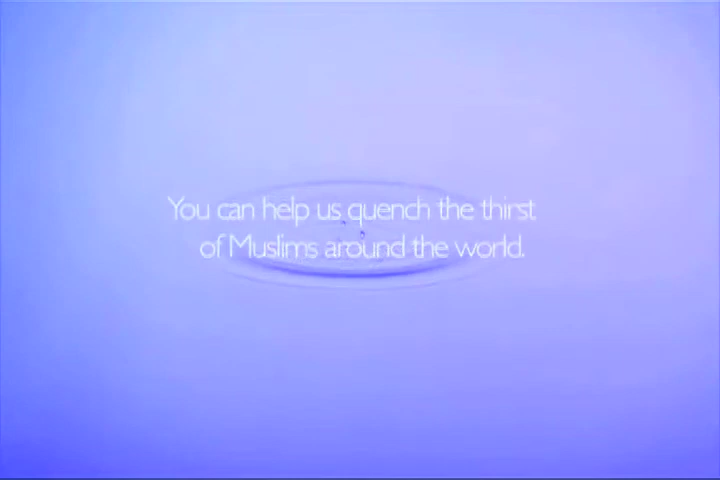 You can help us quench the thirst
of Muslims around the world.